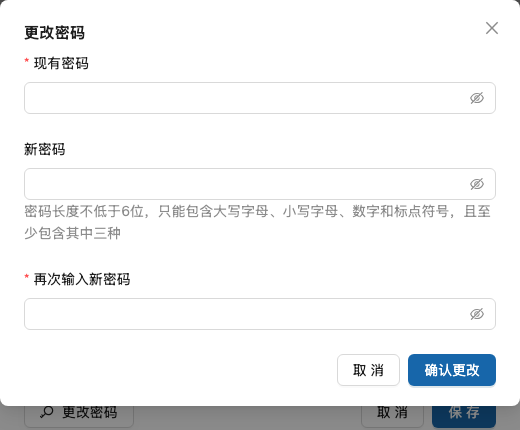 更改密码
* 现有密码
新密码
密码长度不低于6位，只能包含大写字母、小写字母、数字和标点符号，且至
少包含其中三种
* 再次输入新密码
取 消
确认更改
更改密码
取 消
保 存